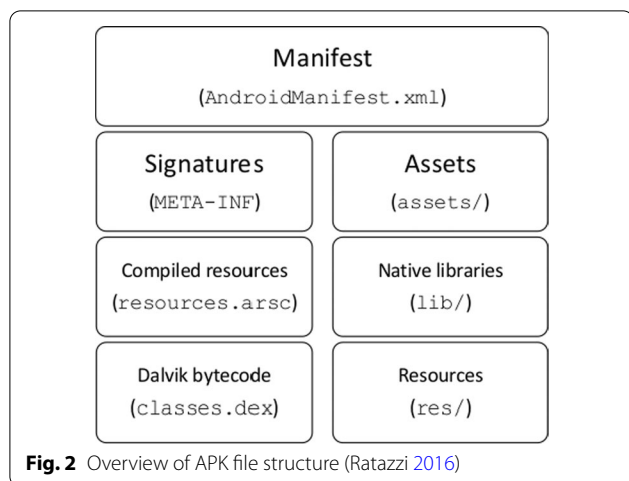 Manifest
(AndroidManifest.xml)
Signatures
(META-INF)
Assets
(assets/)
Compiled resources
(resources.arsc)
Native libraries
(lib/)
Dalvik bytecode
(classes.dex)
Resources
(res/)
Fig. 2 Overview of APK file structure (Ratazzi 2016)